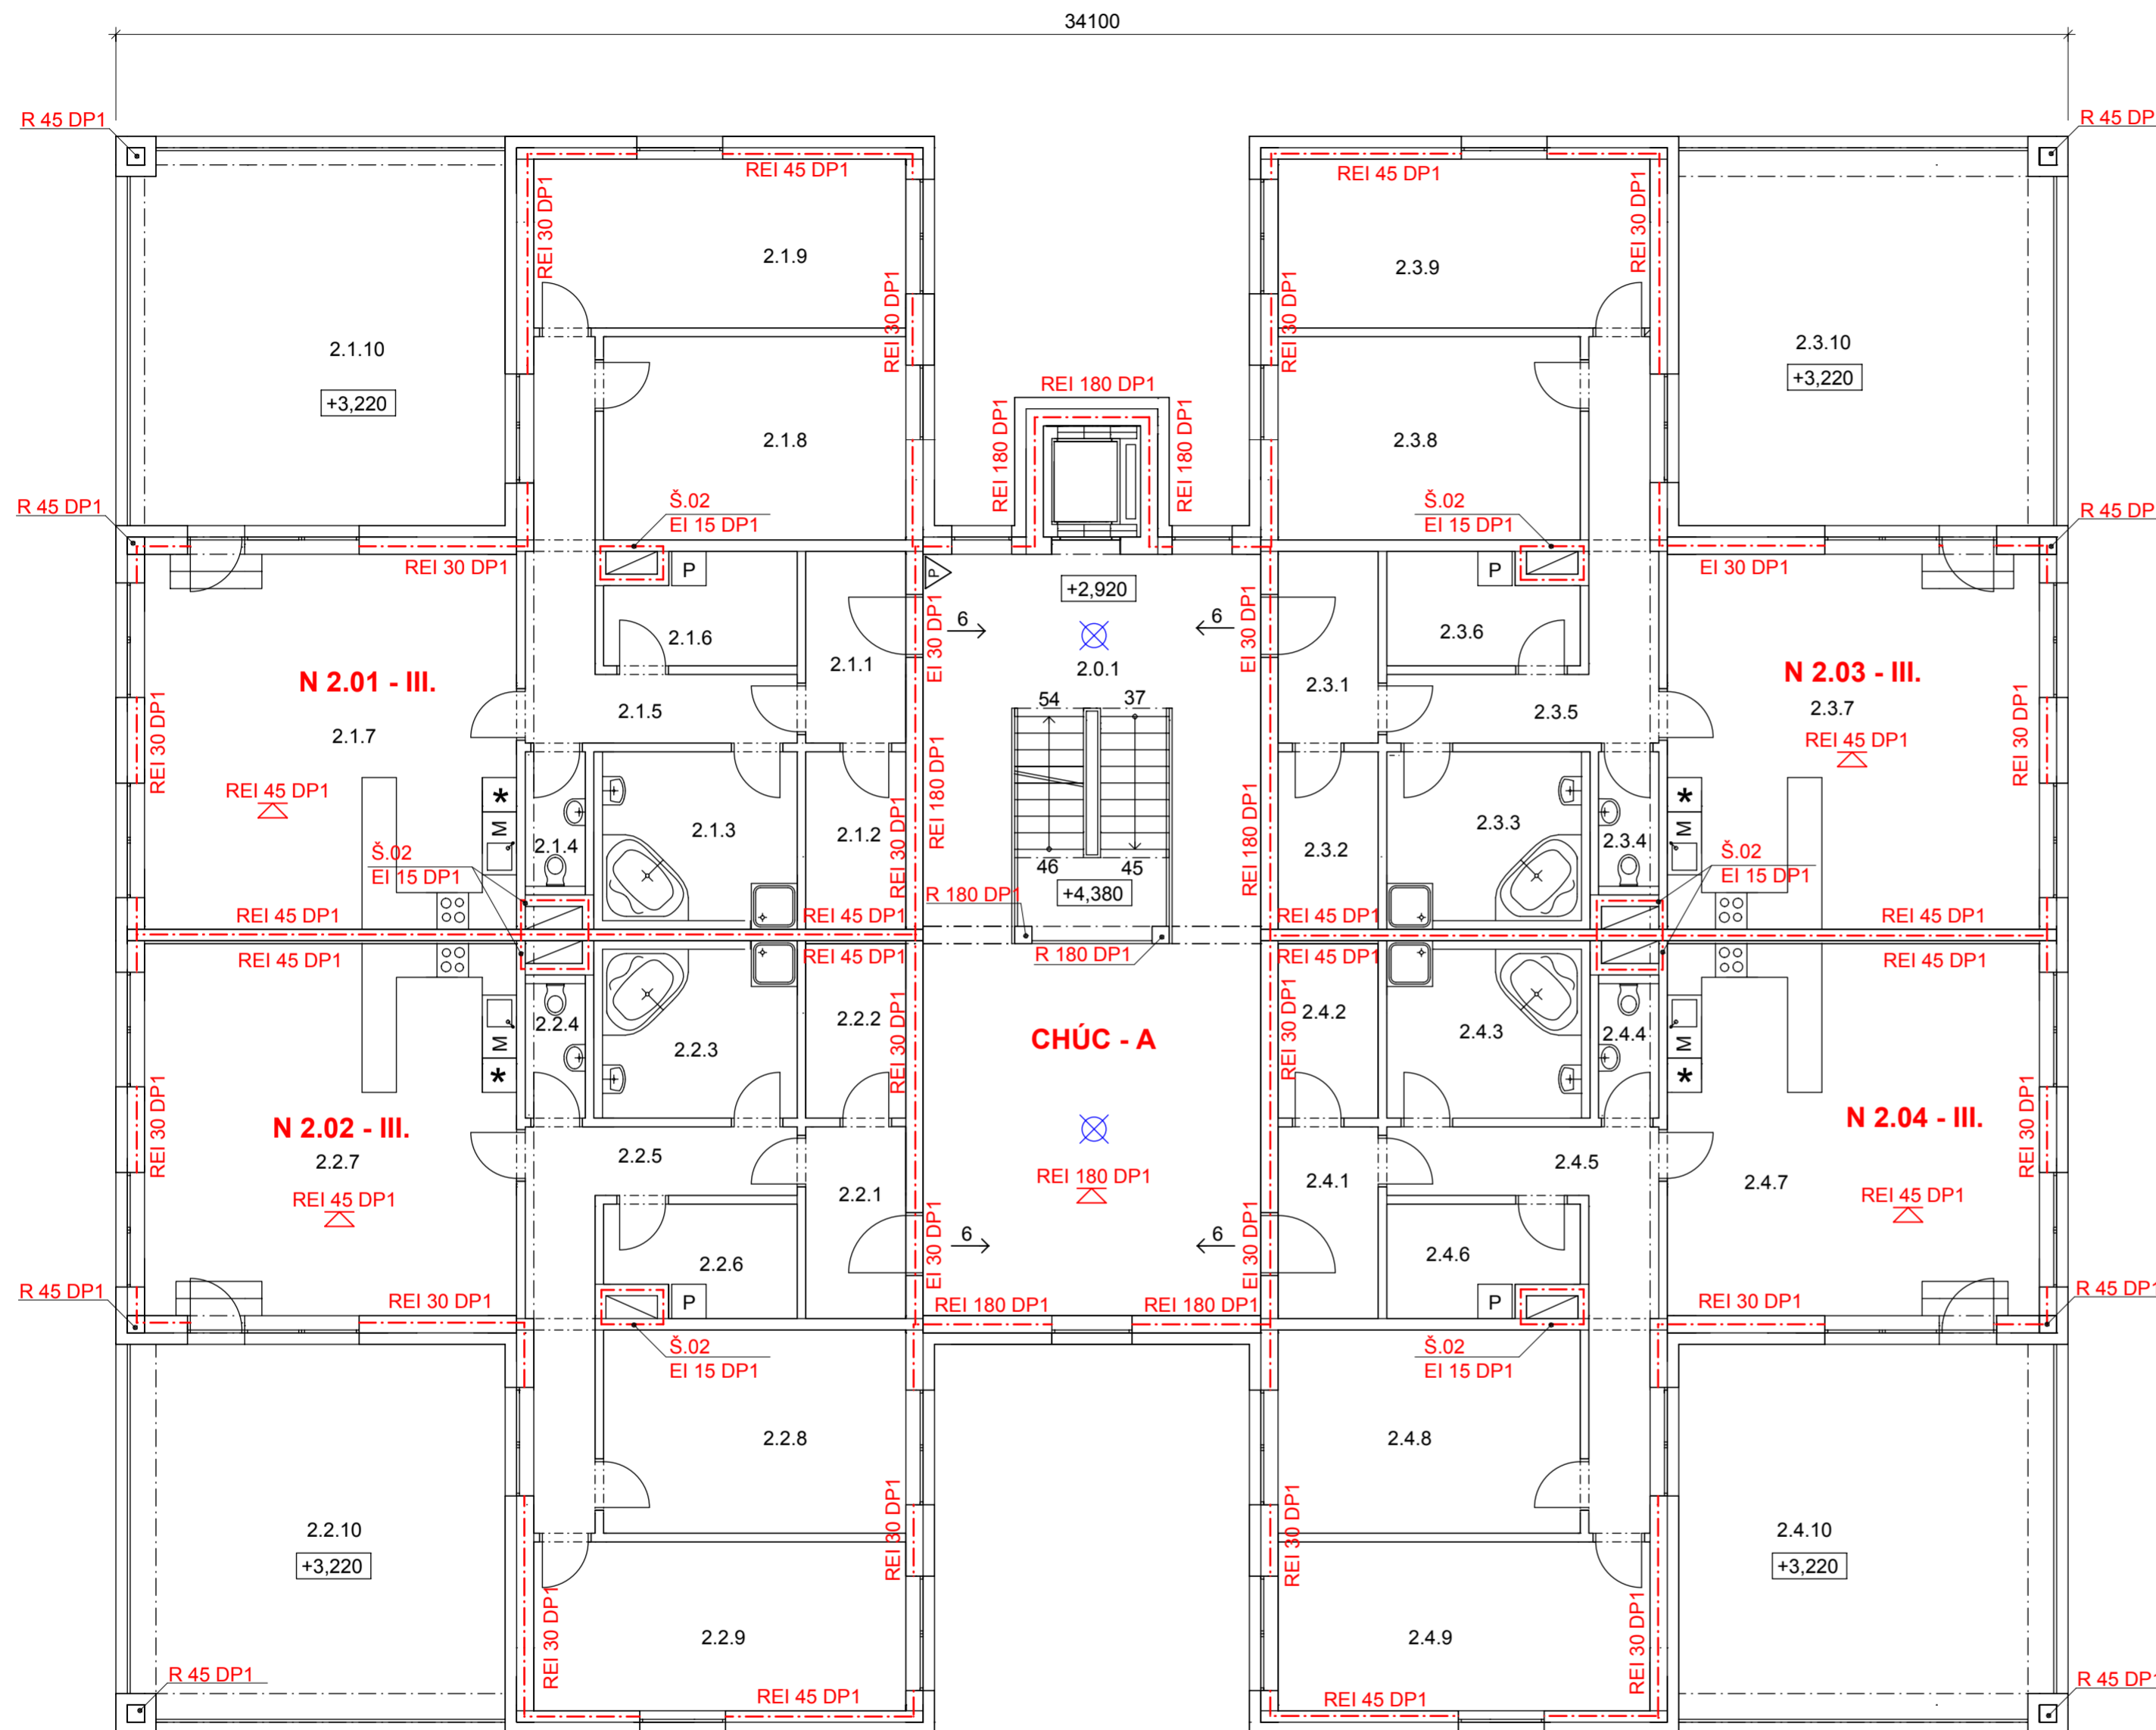 34100
R 45 DP1
R 45 DP
REI 45 DP1
REI 45 DP1
REI 30 DP1
REI 30 DP1
2.1.9
2.3.9
REI 30 DP1
REI 30 DP1
2.1.10
+3,220
2.3.10
+3,220
REI 180 DP1
REI 180 DP1
REI 180 DP1
2.1.8
2.3.8
R 45 DP1
Š.02
EI 15 DP1
Š.02
EI 15 DP1
R 45 DP
REI 30 DP1
P
P
+2,920
P
EI 30 DP1
EI 30 DP1
6
6
EI 30 DP1
2.1.6
2.1.1
2.0.1
2.3.6
2.3.1
N 2.01 - III.
2.1.7
2.1.5
54
37
2.3.5
N 2.03 - III.
2.3.7
REI 45 DP1
REI 30 DP1
REI 30 DP1
REI 45 DP1
*
M
2.1.4
2.1.3
2.1.2
REI 30 DP1
REI 180 DP1
REI 180 DP1
2.3.2
2.3.3
2.3.4
*
M
Š.02
EI 15 DP1
46
45
+4,380
Š.02
EI 15 DP1
R 180 DP1
REI 45 DP1
REI 45 DP1
REI 45 DP1
REI 45 DP1
REI 45 DP1
REI 45 DP1
R 180 DP1
REI 45 DP1
REI 45 DP1
2.2.4
2.2.3
2.2.2
REI 30 DP1
CHÚC - A
REI 30 DP1
2.4.2
2.4.3
2.4.4
M
*
M
*
REI 30 DP1
N 2.02 - III.
2.2.7
REI 45 DP1
2.2.5
2.2.1
REI 180 DP1
2.4.1
2.4.5
N 2.04 - III.
2.4.7
REI 45 DP1
REI 30 DP1
6
6
EI 30 DP1
EI 30 DP1
2.2.6
2.4.6
P
P
R 45 DP1
REI 30 DP1
REI 180 DP1
REI 180 DP1
REI 30 DP1
R 45 DP1
Š.02
EI 15 DP1
Š.02
EI 15 DP1
2.2.8
2.4.8
REI 30 DP1
REI 30 DP1
2.2.10
+3,220
2.4.10
+3,220
REI 30 DP1
REI 30 DP1
2.2.9
2.4.9
R 45 DP1
REI 45 DP1
REI 45 DP1
R 45 DP1